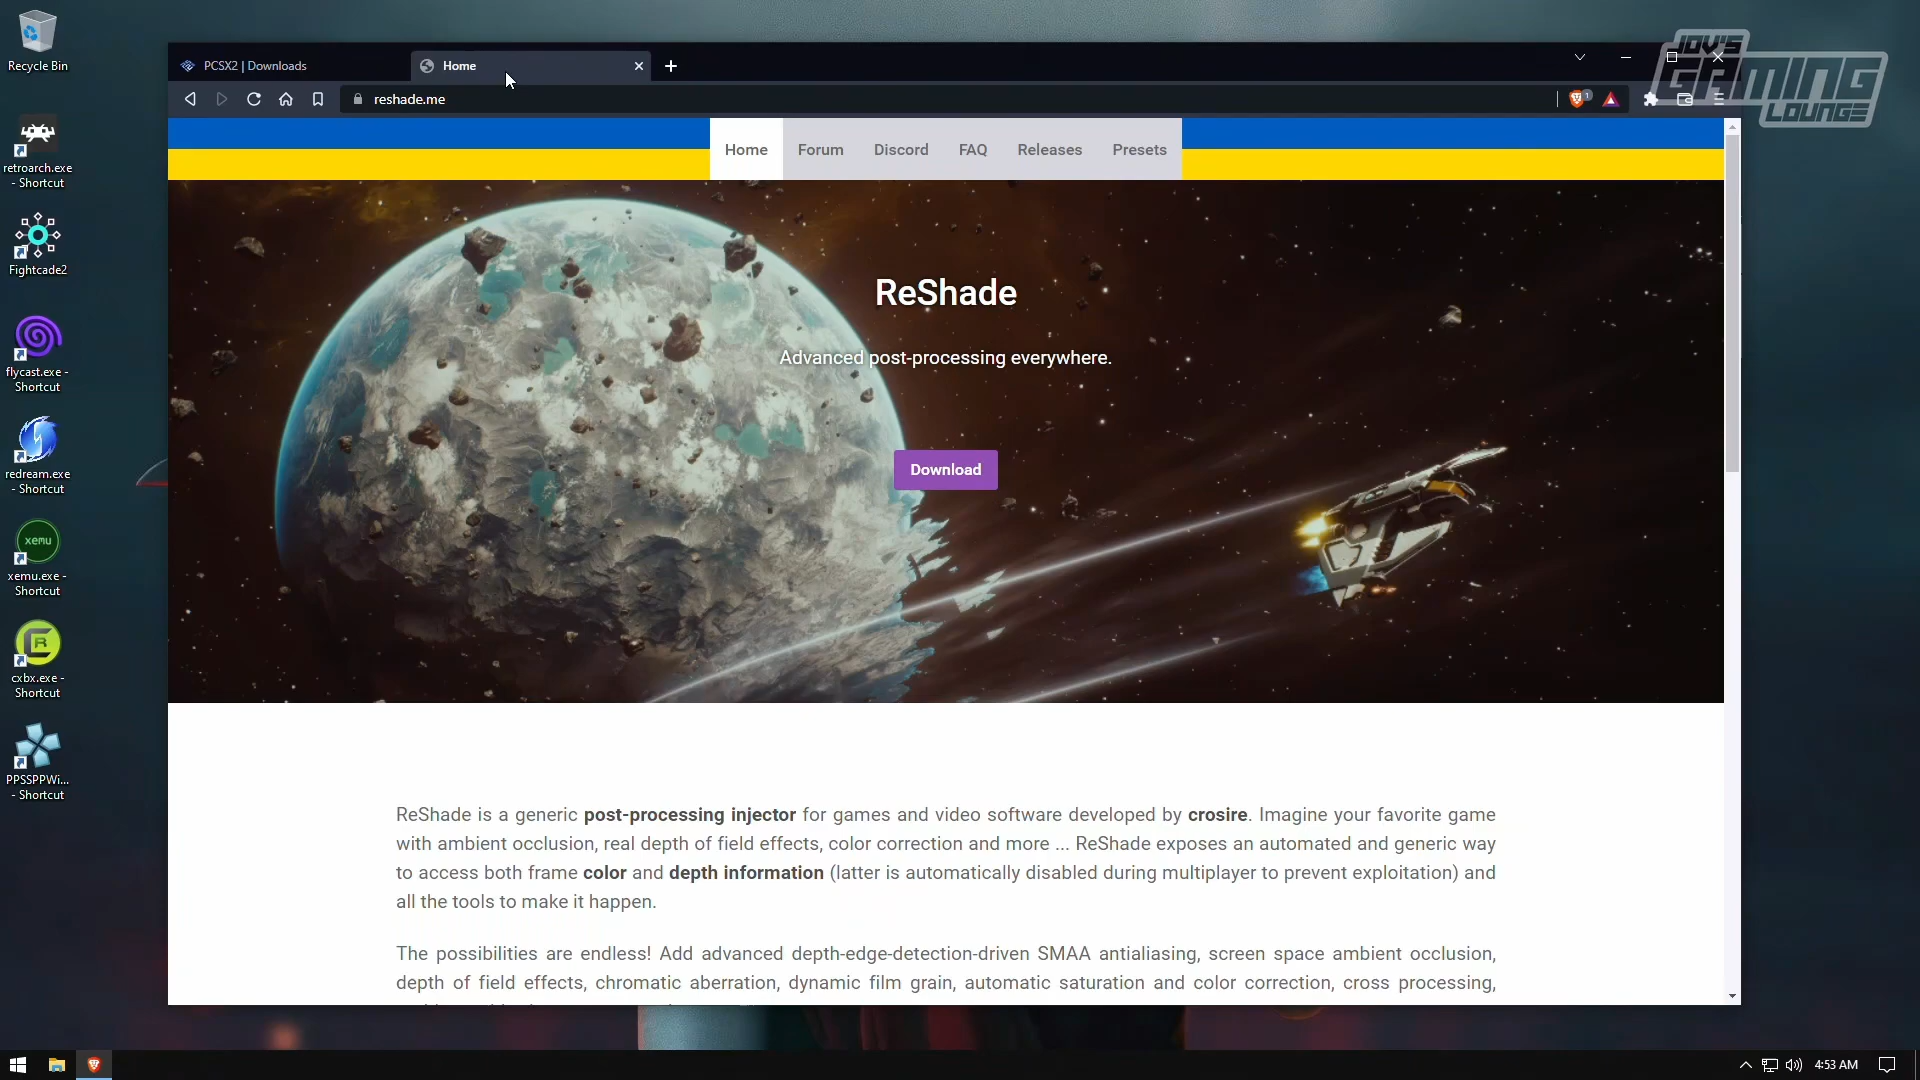 Recycle Bin
retroarch.exe
- Shortcut
Fightcade2
flycast.exe -
Shortcut
redream.exe
- Shortcut
xemu
xemu.exe -
Shortcut
cxbx.exe -
Shortcut
PPSSPPWi...
- Shortcut
PCSX2 | Downloads
Home
reshade.me
1
JOV'S
GAMING
LOUNGE
Home
Forum
Discord
FAQ
Releases
Presets
ReShade
Advanced post-processing everywhere.
Download
ReShade is a generic post-processing injector for games and video software developed by crosire. Imagine your favorite game
with ambient occlusion, real depth of field effects, color correction and more ... ReShade exposes an automated and generic way
to access both frame color and depth information (latter is automatically disabled during multiplayer to prevent exploitation) and
all the tools to make it happen.
The possibilities are endless! Add advanced depth-edge-detection-driven SMAA antialiasing, screen space ambient occlusion,
depth of field effects, chromatic aberration, dynamic film grain, automatic saturation and color correction, cross processing,
4:53 AM